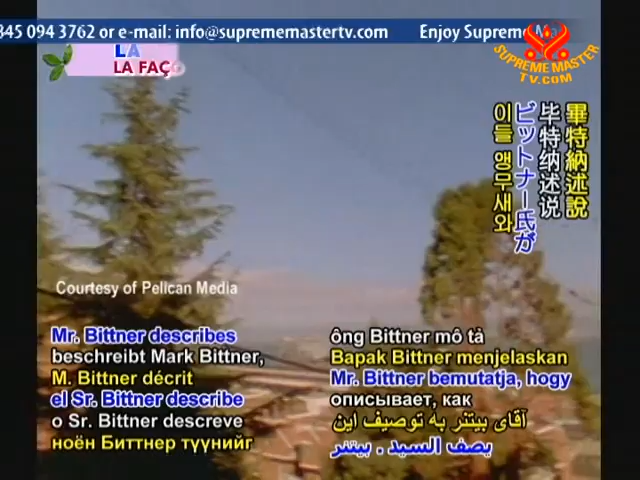 845 094 3762 or e-mail: info@suprememastertv.com Enjoy Supreme Ma
SUPREME MASTER
TV.COM
LA
LA FAÇ
畢特納述說
毕特纳述说
ビットナー氏が
이들 앵무새와
Courtesy of Pelican Media
Mr. Bittner describes
beschreibt Mark Bittner,
M. Bittner décrit
el Sr. Bittner describe
o Sr. Bittner descreve
ноён Биттнер түүнийг
ông Bittner mô tả
Bapak Bittner menjelaskan
Mr. Bittner bemutatja, hogy
описывает, как
آقای بیتنر به توصیف این
يصف السيد . بيتنر